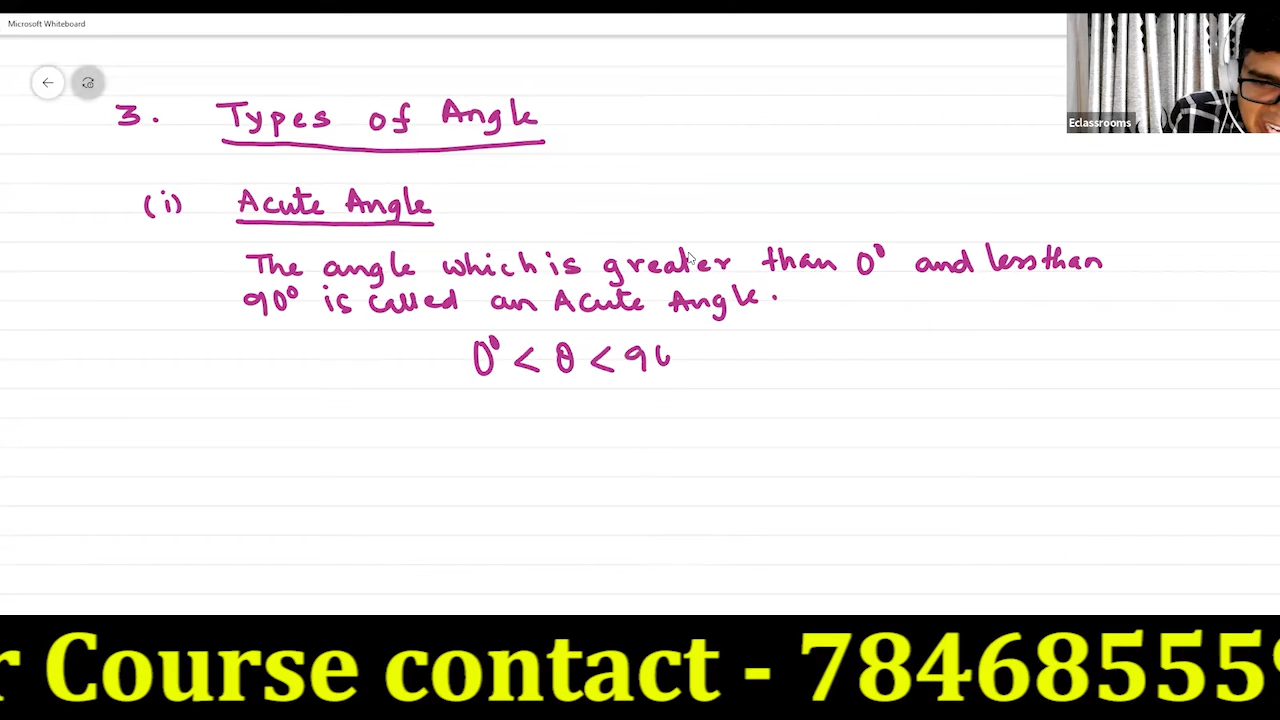 Microsoft Whiteboard
Eclassrooms
3. Types of Angle
(i) Acute Angle
The angle which is greater than 0° and less than
90° is called an Acute Angle.
0° < θ < 90
r Course contact - 784685559